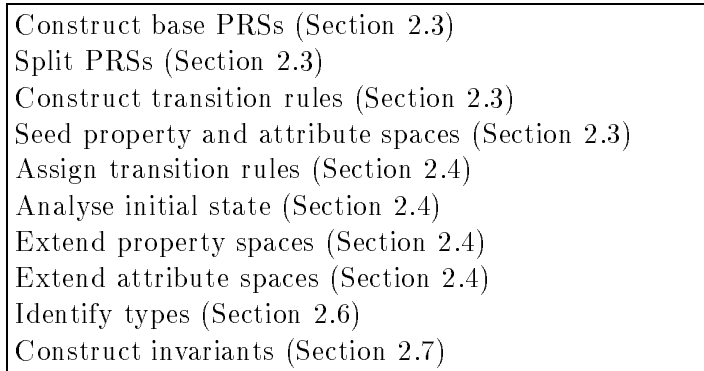 Construct base PRSs (Section 2.3)
Split PRSs (Section 2.3)
Construct transition rules (Section 2.3)
Seed property and attribute spaces (Section 2.3)
Assign transition rules (Section 2.4)
Analyse initial state (Section 2.4)
Extend property spaces (Section 2.4)
Extend attribute spaces (Section 2.4)
Identify types (Section 2.6)
Construct invariants (Section 2.7)